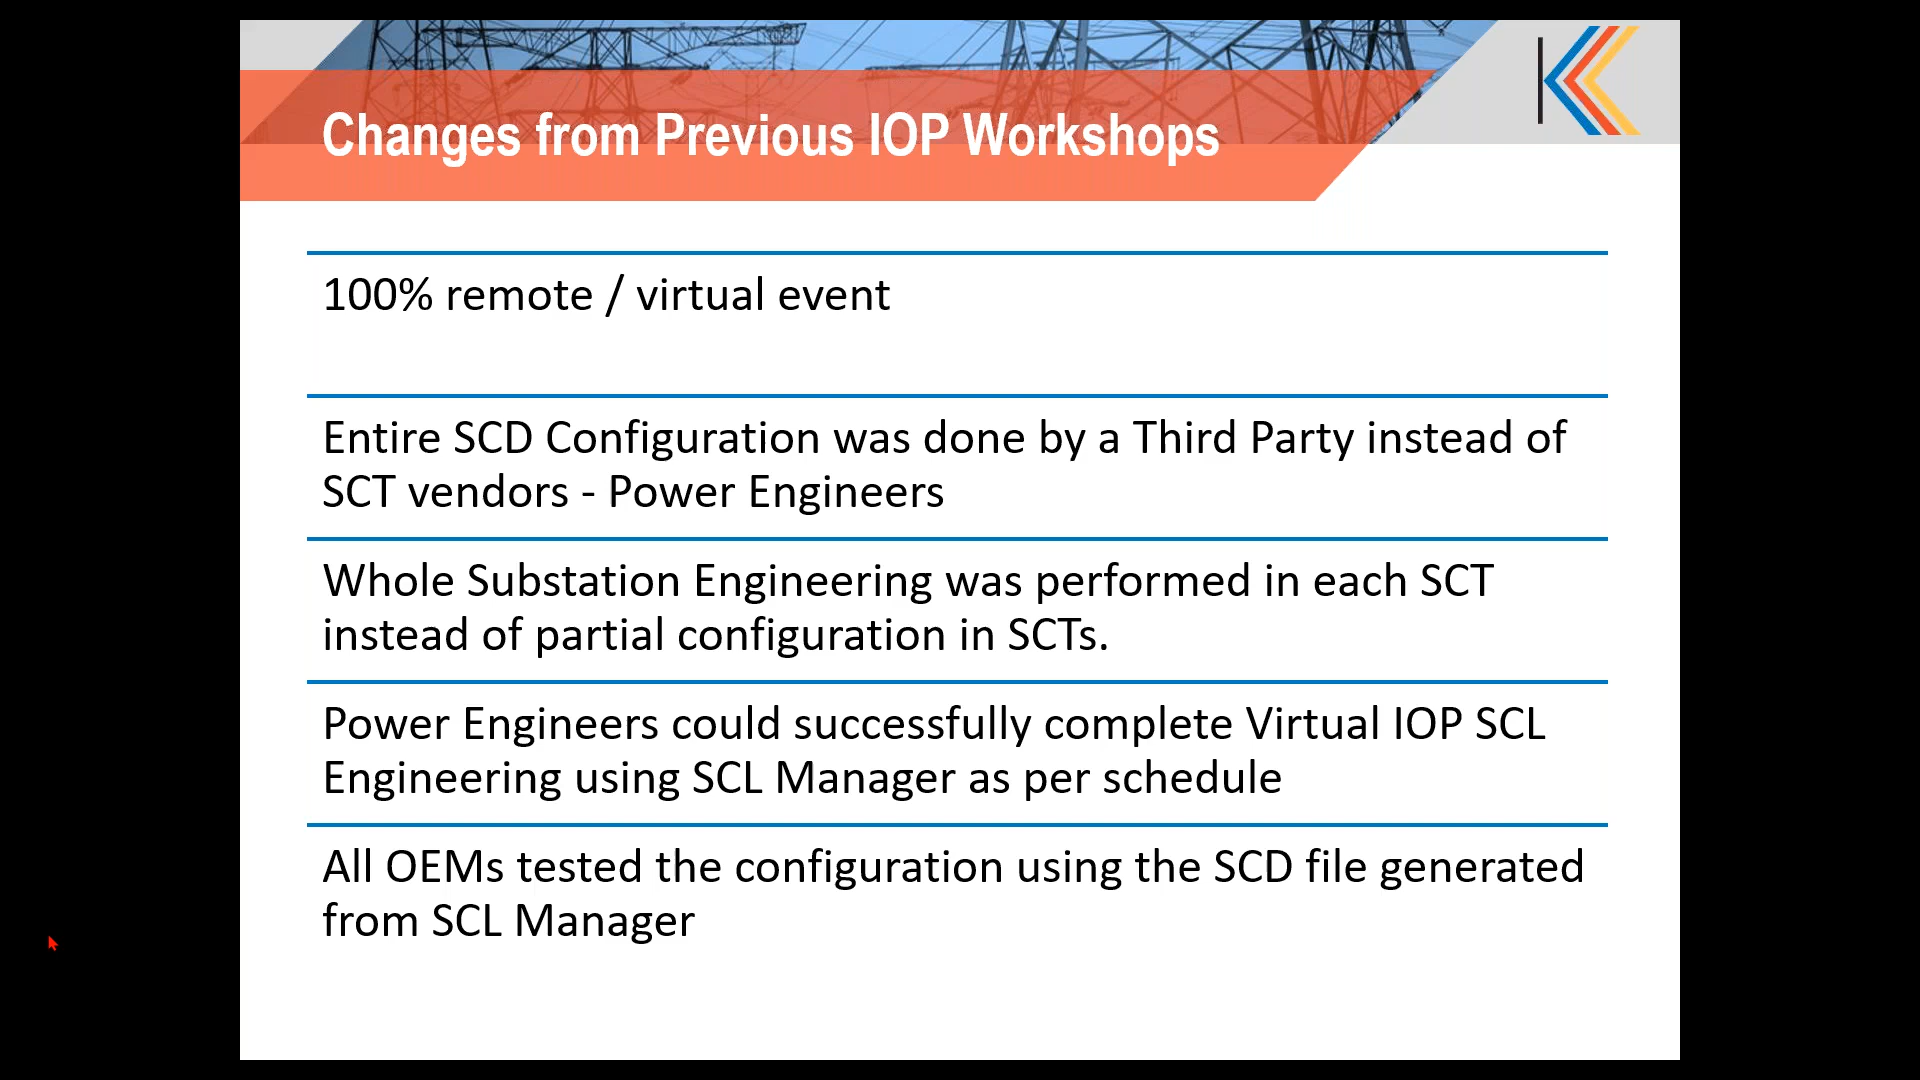 Changes from Previous IOP Workshops
100% remote / virtual event
Entire SCD Configuration was done by a Third Party instead of
SCT vendors - Power Engineers
Whole Substation Engineering was performed in each SCT
instead of partial configuration in SCTs.
Power Engineers could successfully complete Virtual IOP SCL
Engineering using SCL Manager as per schedule
All OEMs tested the configuration using the SCD file generated
from SCL Manager